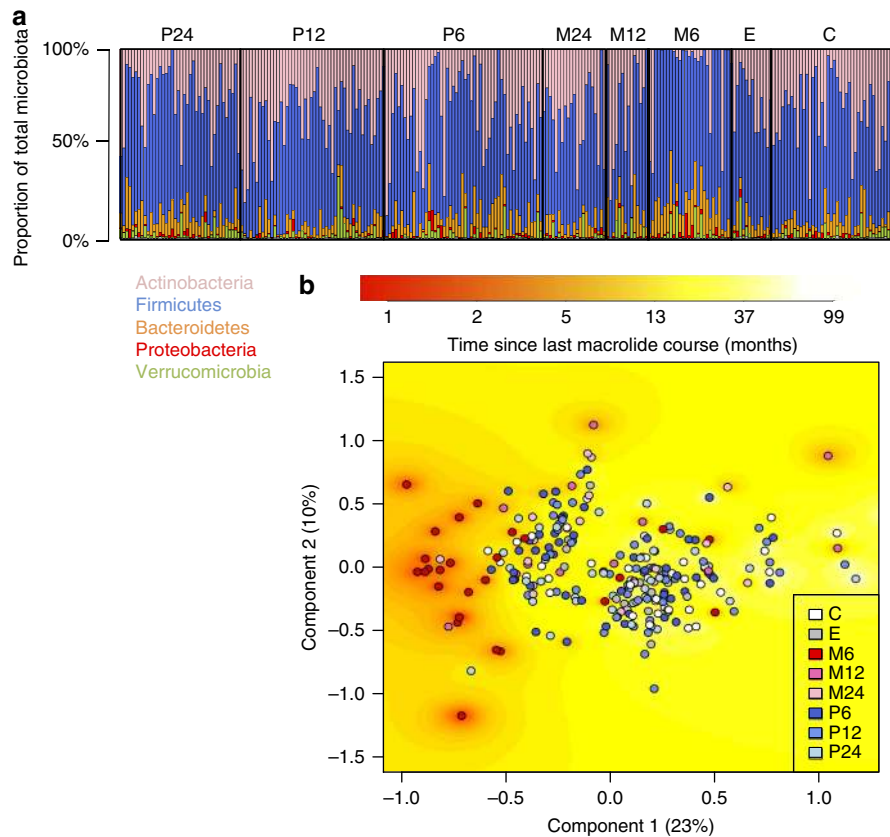 a
P24 P12 P6 M24 M12 M6 E C
Proportion of total microbiota
100%
50%
0%
Actinobacteria
Firmicutes
Bacteroidetes
Proteobacteria
Verrucomicrobia
b
1 2 5 13 37 99
Time since last macrolide course (months)
Component 2 (10%)
1.5
1.0
0.5
0.0
–0.5
–1.0
–1.5
C
E
M6
M12
M24
P6
P12
P24
–1.0 –0.5 0.0 0.5 1.0
Component 1 (23%)